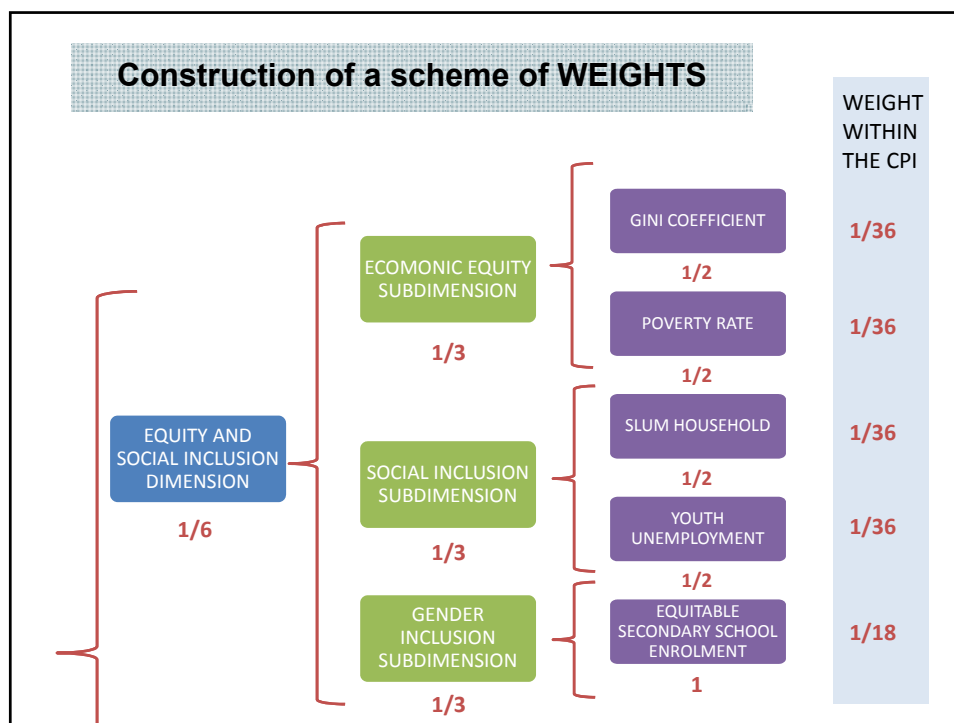 Construction of a scheme of WEIGHTS
WEIGHT
WITHIN
THE CPI
EQUITY AND
SOCIAL INCLUSION
DIMENSION
1/6
ECOMONIC EQUITY
SUBDIMENSION
1/3
GINI COEFFICIENT
1/2
1/36
POVERTY RATE
1/2
1/36
SOCIAL INCLUSION
SUBDIMENSION
1/3
SLUM HOUSEHOLD
1/2
1/36
YOUTH
UNEMPLOYMENT
1/2
1/36
GENDER
INCLUSION
SUBDIMENSION
1/3
EQUITABLE
SECONDARY SCHOOL
ENROLMENT
1
1/18